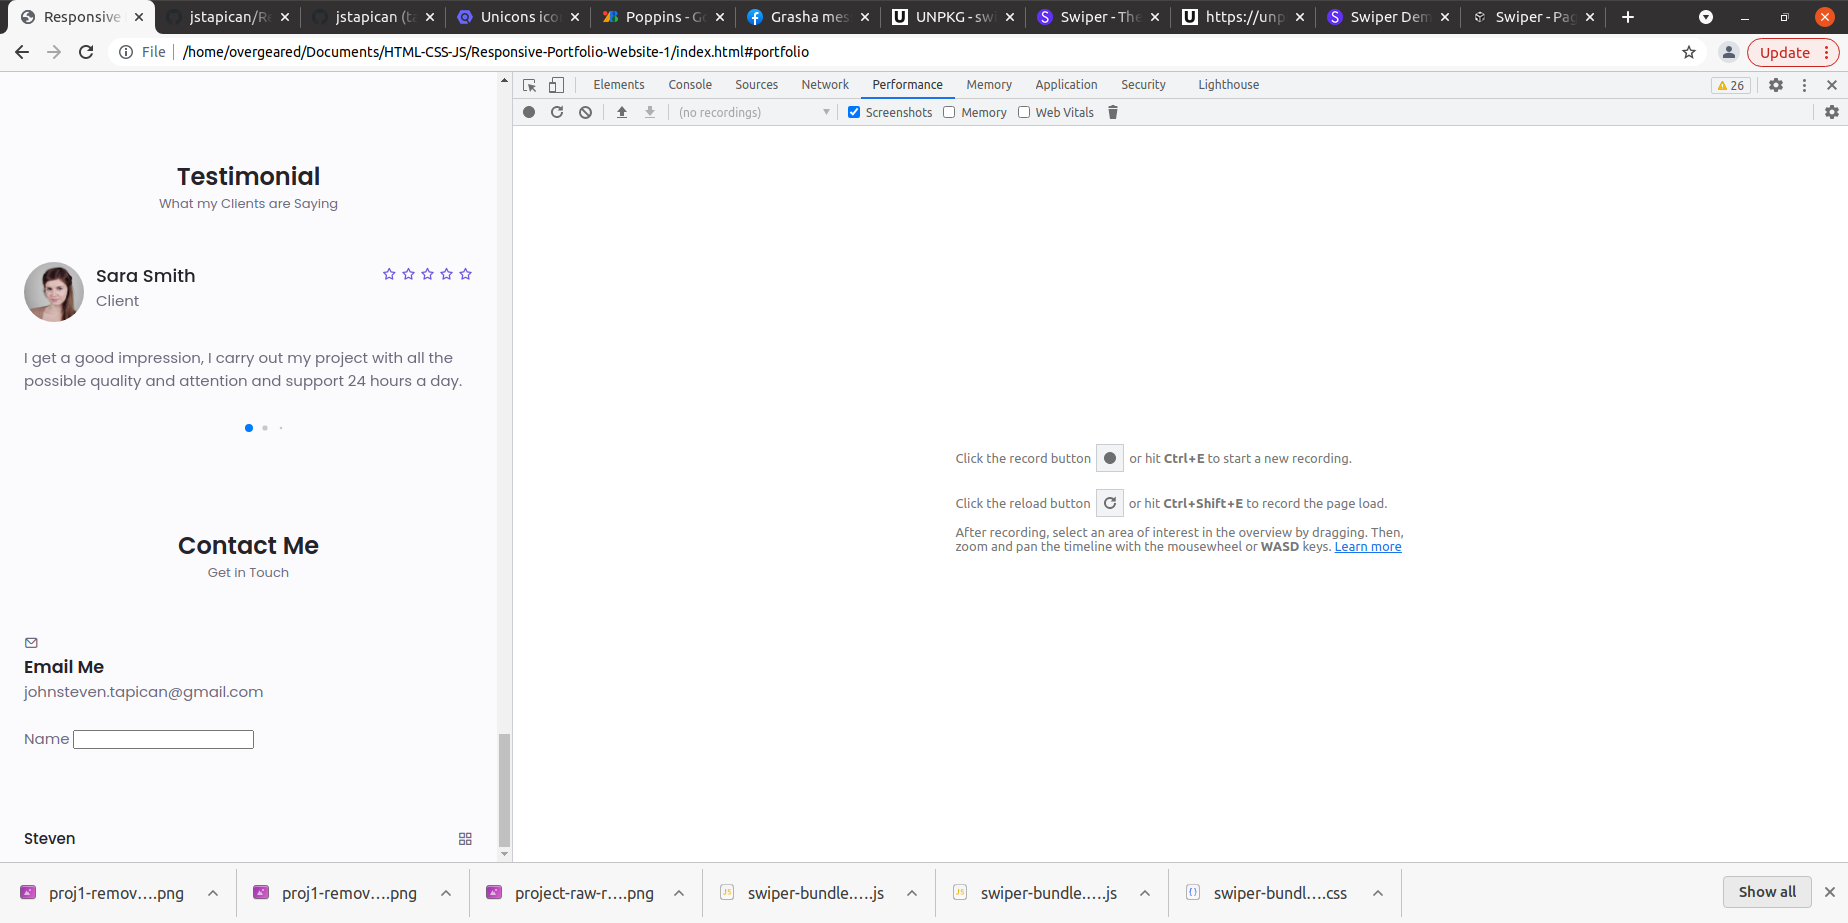 Responsive
jstapican/Re
jstapican (ta
Unicons ico
Poppins - Go
Grasha mes
UNPKG - swi
Swiper - The
https://unp
Swiper Dem
Swiper - Pag
File /home/overgeared/Documents/HTML-CSS-JS/Responsive-Portfolio-Website-1/index.html#portfolio
Update
Elements Console Sources Network Performance Memory Application Security Lighthouse
26
(no recordings) Screenshots Memory Web Vitals
Testimonial
What my Clients are Saying
Sara Smith
Client
I get a good impression, I carry out my project with all the
possible quality and attention and support 24 hours a day.
Contact Me
Get in Touch
Email Me
johnsteven.tapican@gmail.com
Name
Steven
Click the record button or hit Ctrl+E to start a new recording.
Click the reload button or hit Ctrl+Shift+E to record the page load.
After recording, select an area of interest in the overview by dragging. Then,
zoom and pan the timeline with the mousewheel or WASD keys. Learn more
proj1-remov....png
proj1-remov....png
project-raw-r....png
swiper-bundle.....js
swiper-bundle.....js
swiper-bundl....css
Show all